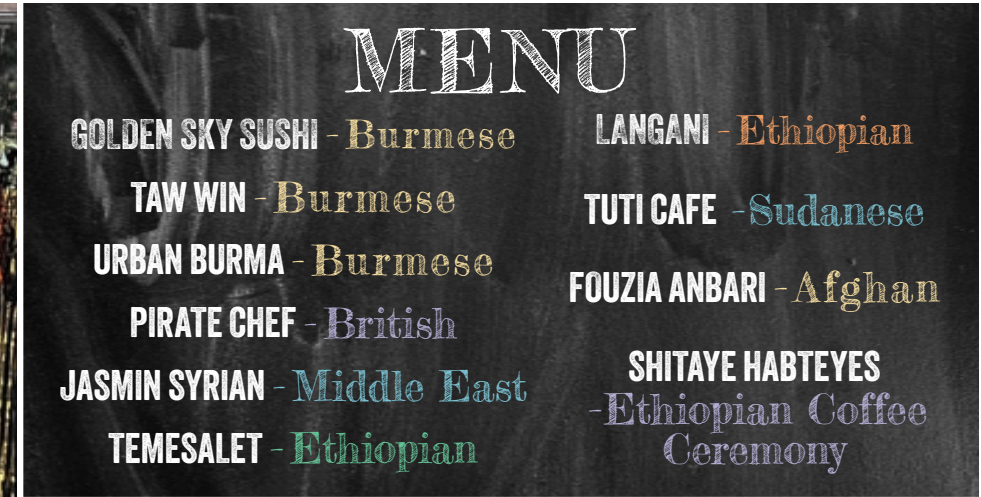 MENU
GOLDEN SKY SUSHI - Burmese
TAW WIN - Burmese
URBAN BURMA - Burmese
PIRATE CHEF - British
JASMIN SYRIAN - Middle East
TEMESALET - Ethiopian
LANGANI - Ethiopian
TUTI CAFE - Sudanese
FOUZIA ANBARI - Afghan
SHITAYE HABTEYES
-Ethiopian Coffee
Ceremony